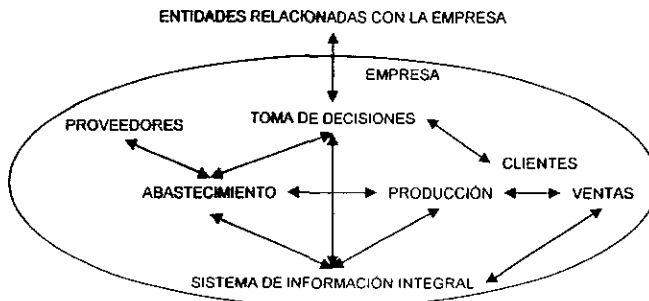 ENTIDADES RELACIONADAS CON LA EMPRESA
EMPRESA
TOMA DE DECISIONES
PROVEEDORES
CLIENTES
ABASTECIMIENTO
PRODUCCIÓN
VENTAS
SISTEMA DE INFORMACIÓN INTEGRAL